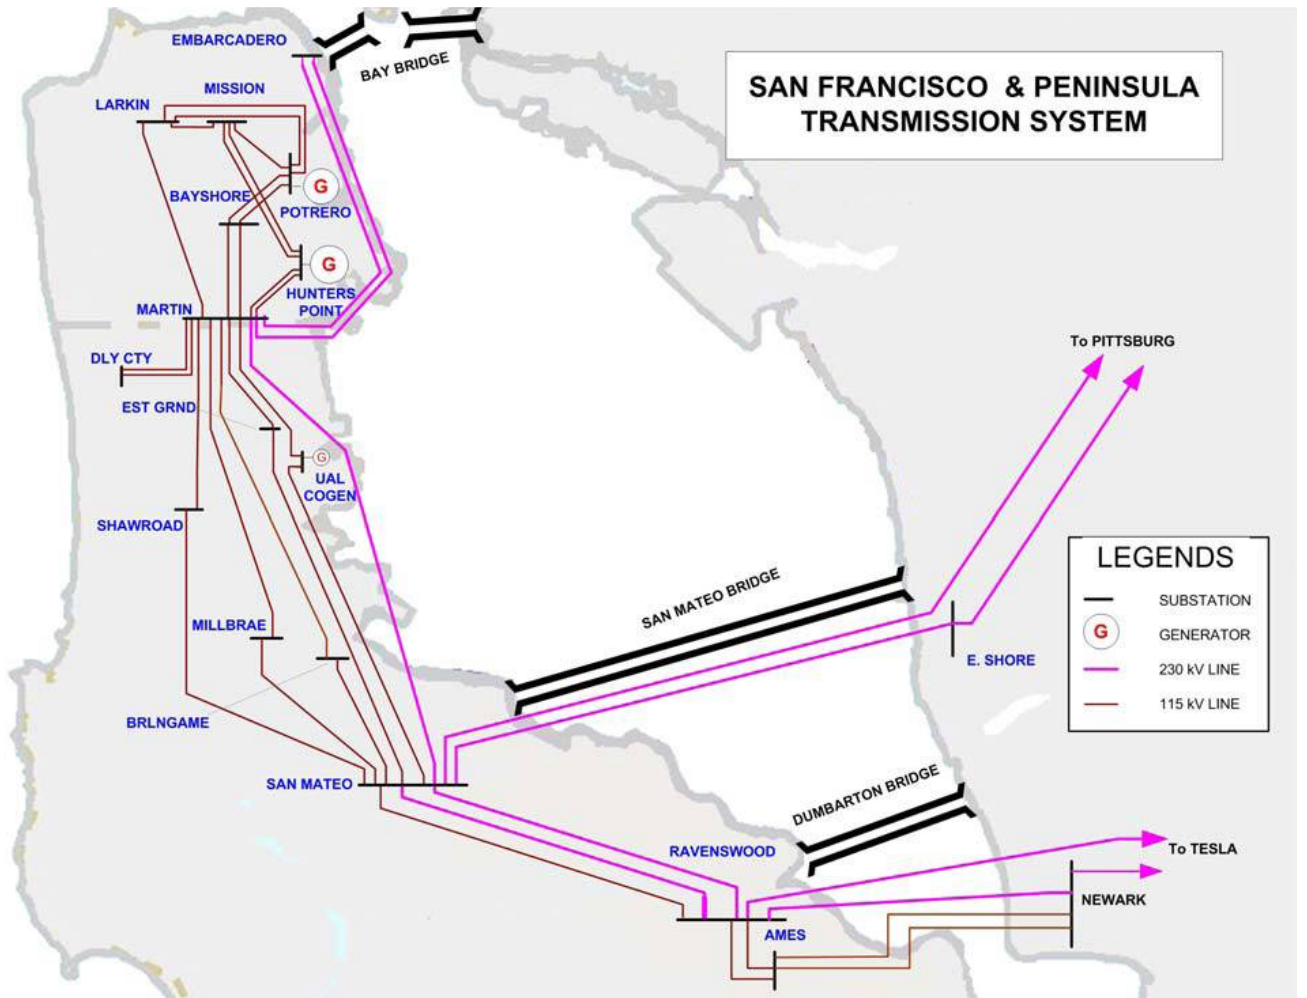 EMBARCADERO
BAY BRIDGE
SAN FRANCISCO & PENINSULA
TRANSMISSION SYSTEM
MISSION
LARKIN
BAYSHORE
G
POTRERO
G
HUNTERS
POINT
MARTIN
To PITTSBURG
DLY CTY
EST GRND
G
UAL
COGEN
SHAWROAD
SAN MATEO BRIDGE
LEGENDS
SUBSTATION
G
GENERATOR
230 kV LINE
115 kV LINE
MILLBRAE
E. SHORE
BRLNGAME
SAN MATEO
DUMBARTON BRIDGE
RAVENSWOOD
To TESLA
NEWARK
AMES